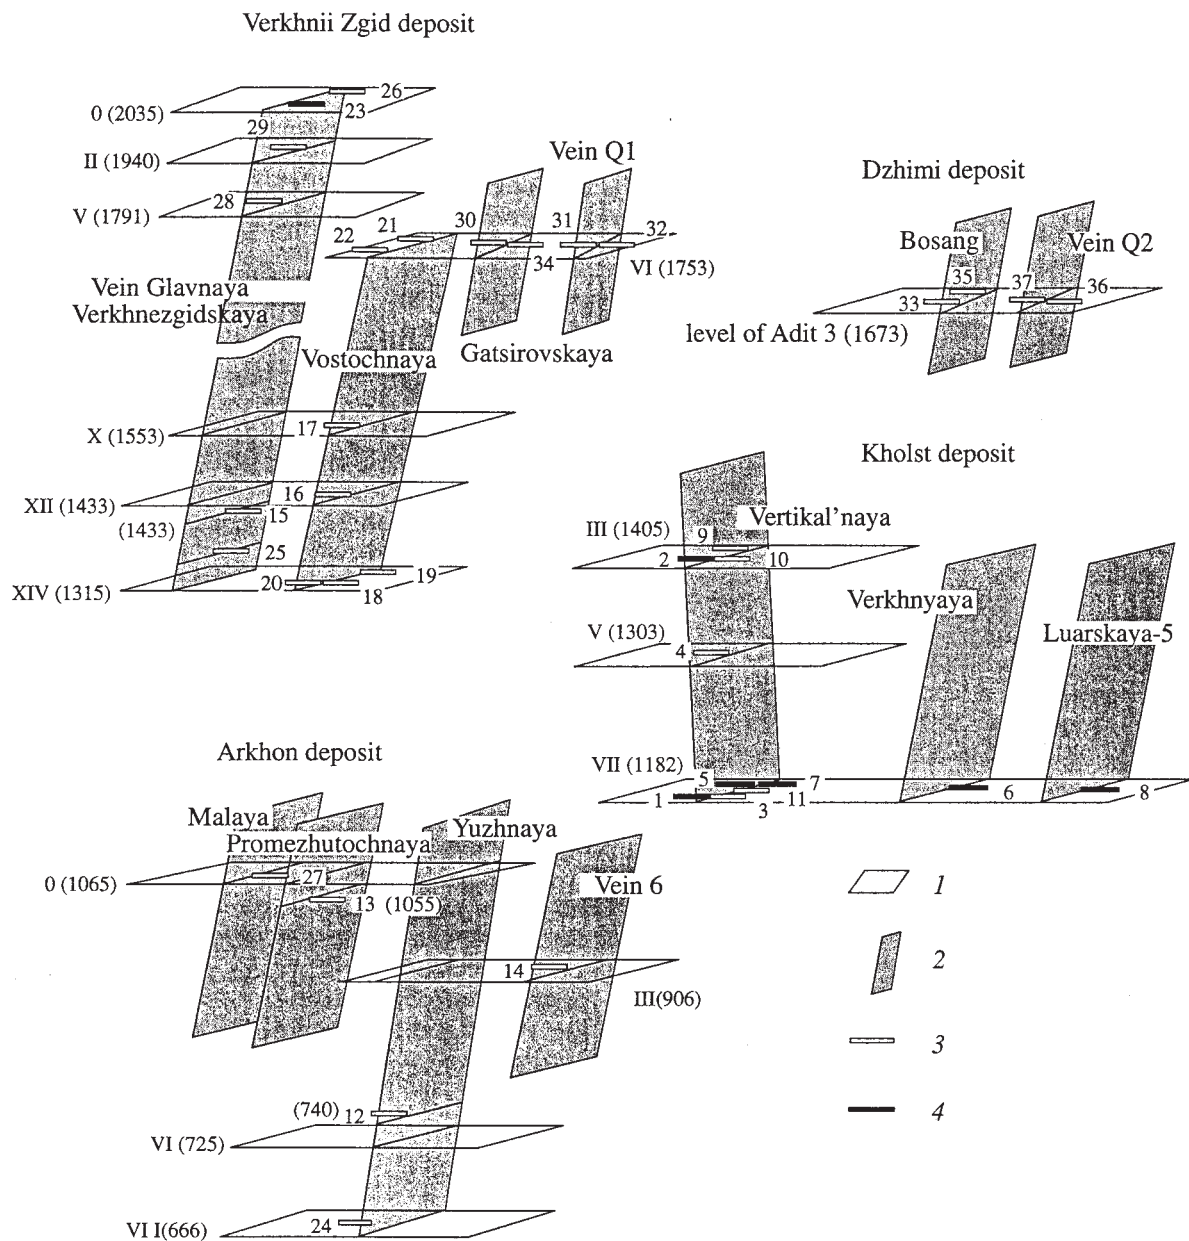 Verkhnii Zgid deposit
26
0 (2035)
23
29
II (1940)
Vein Q1
Dzhimi deposit
28
V (1791)
21
30
31
32
22
34
VI (1753)
Bosang
Vein Q2
35
37
36
33
level of Adit 3 (1673)
Vein Glavnaya
Verkhnezgidskaya
Vostochnaya
Gatsirovskaya
X (1553)
17
Kholst deposit
XII (1433)
16
(1433)
15
25
XIV (1315)
20
19
18
III (1405)
9
Vertikal'naya
2
10
Verkhnyaya
V (1303)
4
Luarskaya-5
VII (1182)
5
7
1
3
11
6
8
Arkhon deposit
Malaya
Promezhutochnaya
Yuzhnaya
0 (1065)
27
Vein 6
13 (1055)
14
III(906)
(740)
12
VI (725)
24
VI I(666)
1
2
3
4